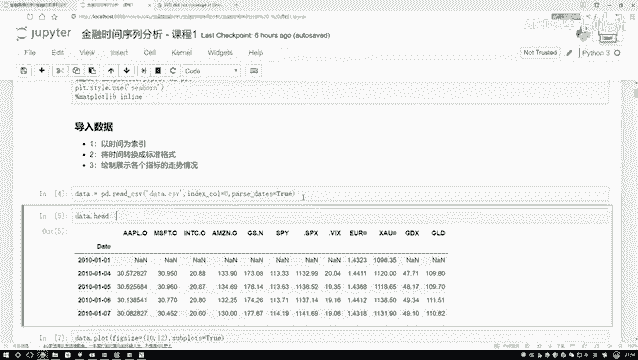 jupyter 金融时间序列分析 - 课程1 Last Checkpoint: 6 hours ago (autosaved)
File Edit View Insert Cell Kernel Widgets Help
Not Trusted Python 3
Code
plt.style.use("seaborn")
%matplotlib inline
导入数据
1: 以时间为索引
2: 将时间转换成标准格式
3: 绘制展示各个指标的走势情况
In [4]: data = pd.read_csv("data.csv", index_col=0, parse_dates=True)
In [5]: data.head
Out[5]:
AAPL.O MSFT.O INTC.O AMZN.O GS.N SPY .SPX .VIX EUR= XAU= GDX GLD
Date
2010-01-01 NaN NaN NaN NaN NaN NaN NaN NaN 1.4323 1096.35 NaN NaN
2010-01-04 30.572827 30.950 20.88 133.90 173.08 113.33 1132.99 20.04 1.4411 1120.00 47.71 109.80
2010-01-05 30.625684 30.960 20.87 134.69 176.14 113.63 1136.52 19.35 1.4368 1118.65 48.17 109.70
2010-01-06 30.138541 30.770 20.80 132.25 174.26 113.71 1137.14 19.16 1.4412 1138.50 49.34 111.51
2010-01-07 30.082827 30.452 20.60 130.00 177.67 114.19 1141.69 19.06 1.4318 1131.90 49.10 110.82
In [7]: data.plot(figsize=(10,12), subplots=True)